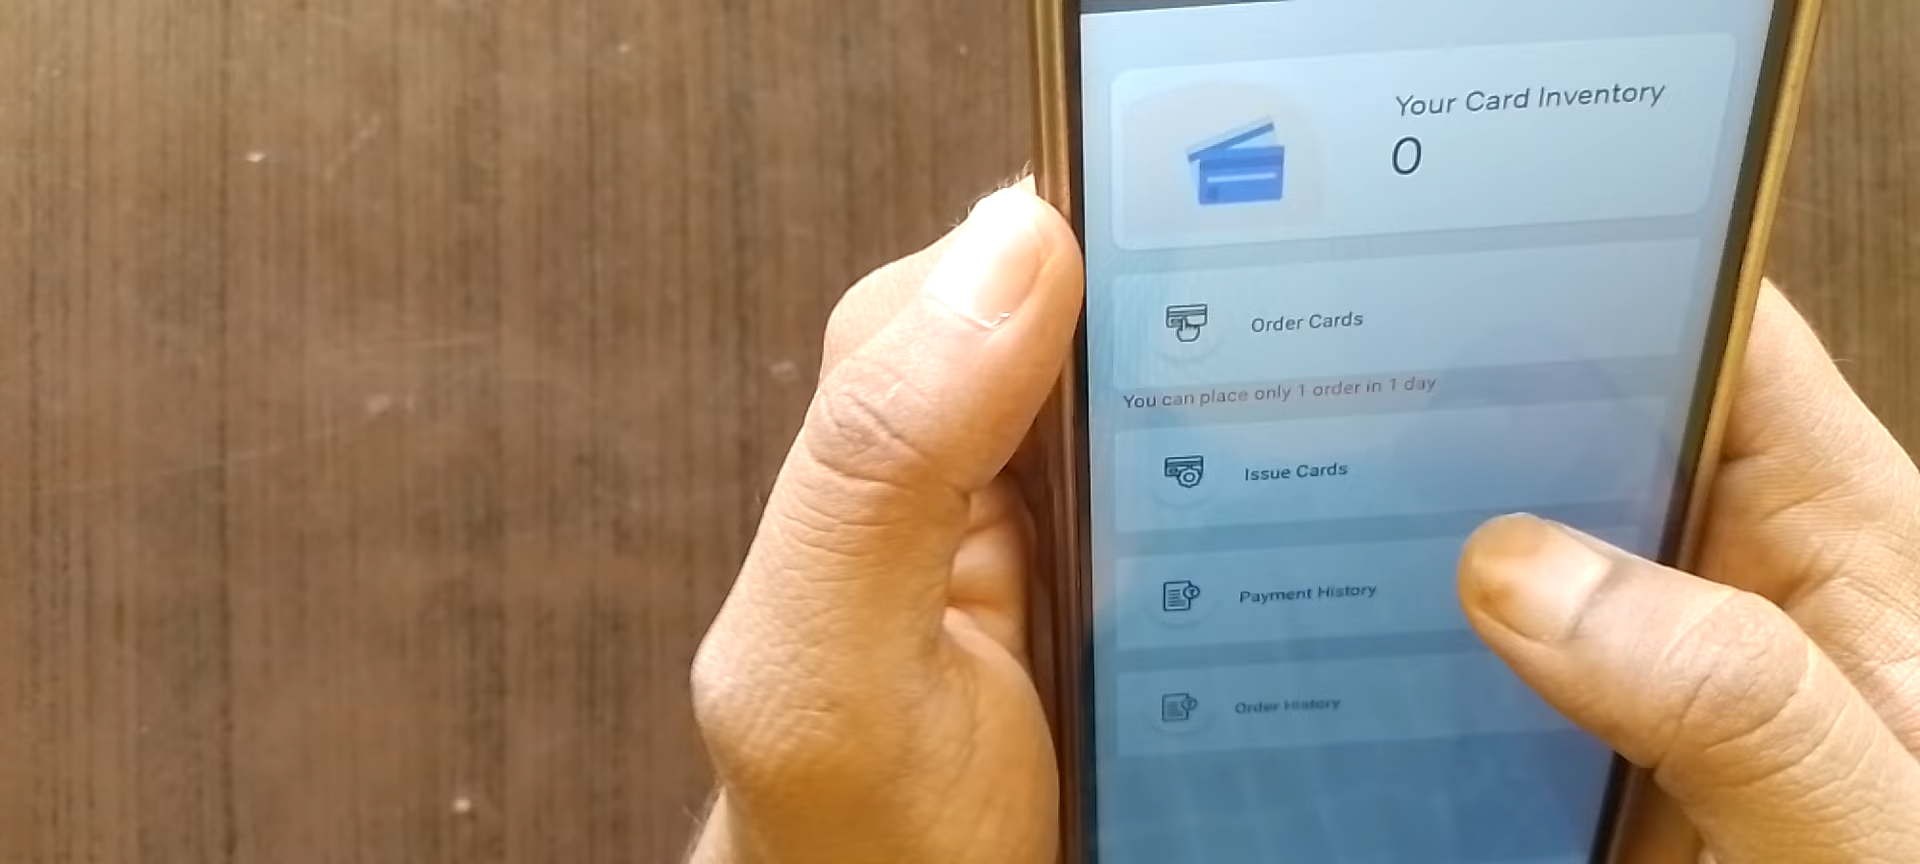 Your Card Inventory
0
Order Cards
You can place only 1 order in 1 day
Issue Cards
Payment History
Order History